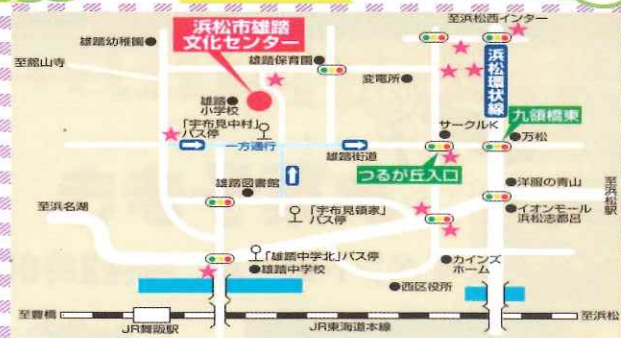 至浜松西インター
浜松市雄踏
文化センター
雄踏幼稚園
雄踏保育園
至舘山寺
変電所
浜松環状線
雄踏
小学校
サークルK
九領橋東
「宇布見中村」
バス停
万松
一方通行
雄踏街道
つるが丘入口
雄踏図書館
洋服の青山
至浜松駅
至浜名湖
「宇布見領家」
バス停
イオンモール
浜松志都呂
「雄踏中学北」バス停
雄踏中学校
カインズ
ホーム
西区役所
至豊橋
JR舞阪駅
JR東海道本線
至浜松